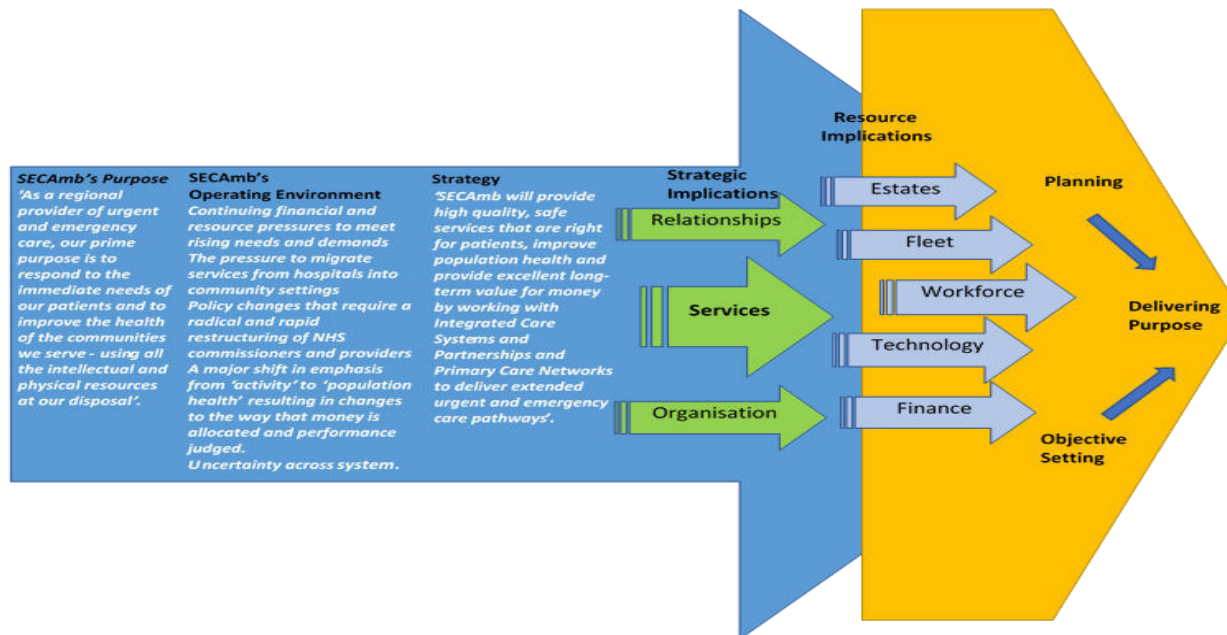 SECAmb's Purpose
'As a regional
provider of urgent
and emergency
care, our prime
purpose is to
respond to the
immediate needs of
our patients and to
improve the health
of the communities
we serve - using all
the intellectual and
physical resources
at our disposal'.
SECAmb's
Operating Environment
Continuing financial and
resource pressures to meet
rising needs and demands
The pressure to migrate
services from hospitals into
community settings
Policy changes that require a
radical and rapid
restructuring of NHS
commissioners and providers
A major shift in emphasis
from 'activity' to 'population
health' resulting in changes
to the way that money is
allocated and performance
judged.
Uncertainty across system.
Strategy
'SECAmb will provide
high quality, safe
services that are right
for patients, improve
population health and
provide excellent long-
term value for money
by working with
Integrated Care
Systems and
Partnerships and
Primary Care Networks
to deliver extended
urgent and emergency
care pathways'.
Strategic
Implications
Relationships
Services
Organisation
Resource
Implications
Estates
Fleet
Workforce
Technology
Finance
Planning
Delivering
Purpose
Objective
Setting